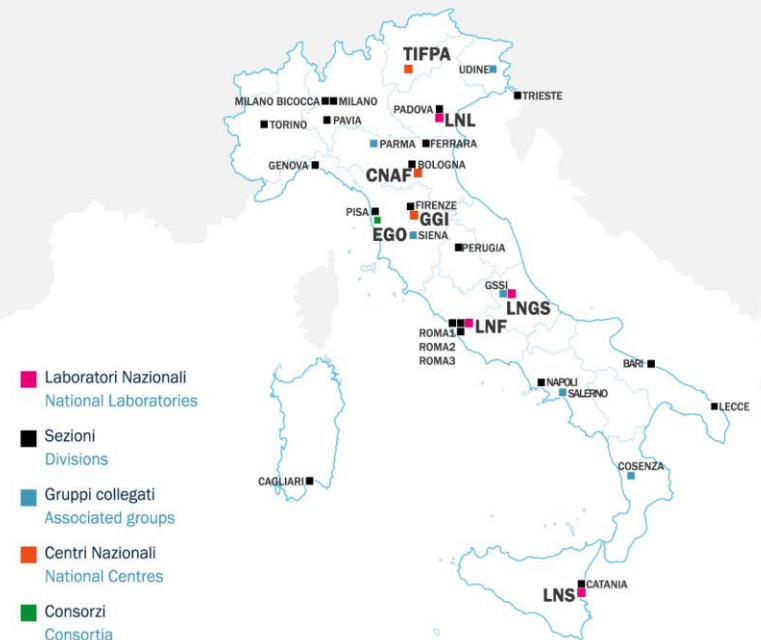 TIFPA
UDINE
TRIESTE
MILANO BICOCCA
MILANO
PADOVA
LNL
TORINO
PAVIA
PARMA
FERRARA
GENOVA
BOLOGNA
CNAF
PISA
FIRENZE
GGI
EGO
SIENA
PERUGIA
GSSI
LNGS
LNF
ROMA1
ROMA2
ROMA3
BARI
NAPOLI
SALERNO
LECCE
COSENZA
CAGLIARI
CATANIA
LNS
Laboratori Nazionali
National Laboratories
Sezioni
Divisions
Gruppi collegati
Associated groups
Centri Nazionali
National Centres
Consorzi
Consortia